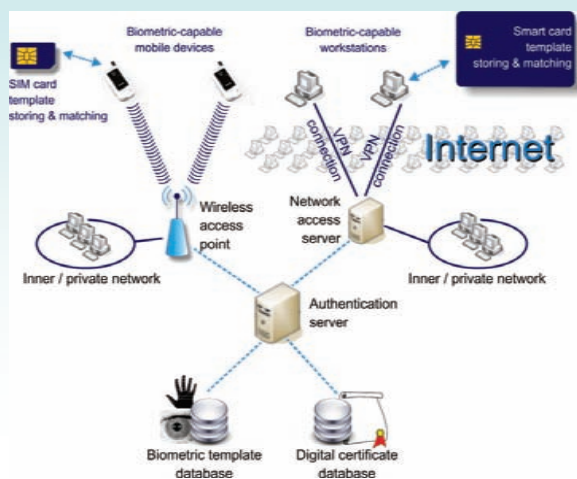 Biometric-capable
mobile devices
Biometric-capable
workstations
Smart card
template
storing & matching
SIM card
template
storing & matching
VPN
connection
VPN
connection
Internet
Wireless
access
point
Network
access
server
Inner / private network
Inner / private network
Authentication
server
Biometric template
database
Digital certificate
database